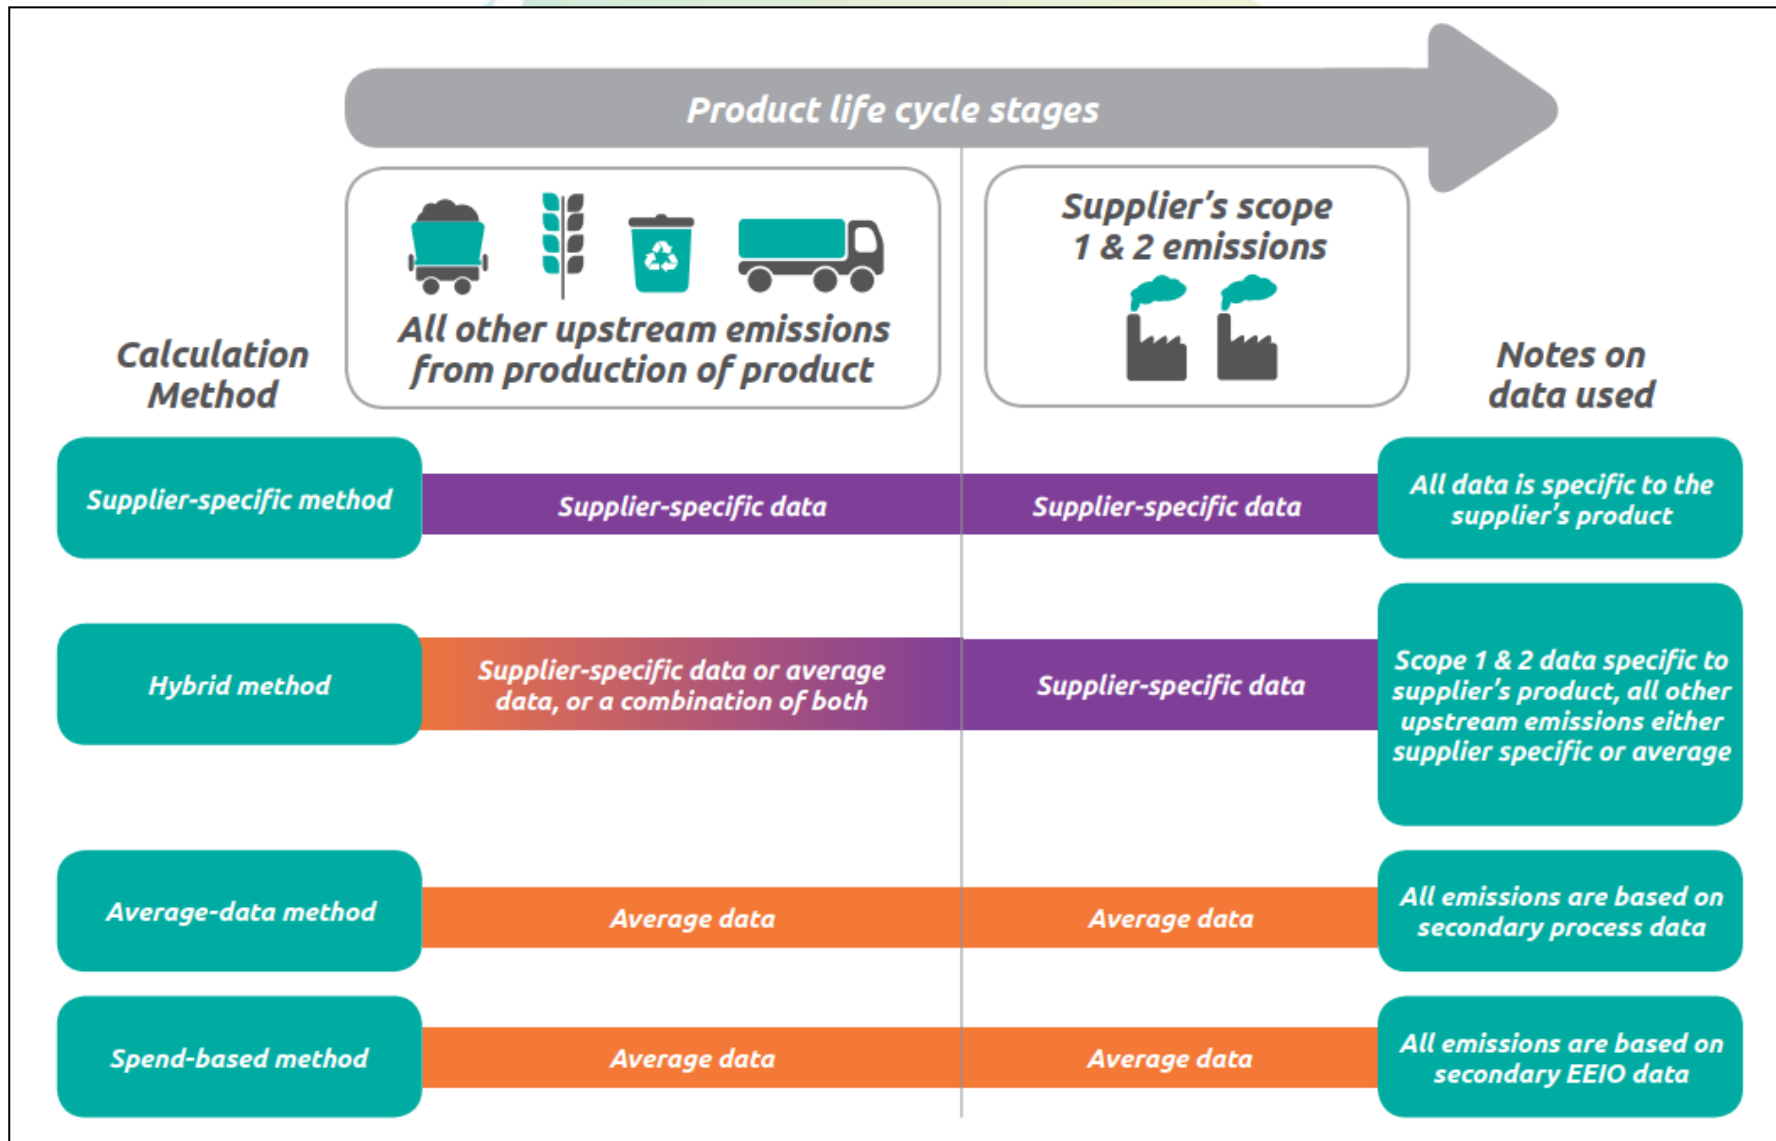 Product life cycle stages
All other upstream emissions
from production of product
Supplier's scope
1 & 2 emissions
Calculation
Method
Notes on
data used
Supplier-specific method
Supplier-specific data
Supplier-specific data
All data is specific to the
supplier's product
Hybrid method
Supplier-specific data or average
data, or a combination of both
Supplier-specific data
Scope 1 & 2 data specific to
supplier's product, all other
upstream emissions either
supplier specific or average
Average-data method
Average data
Average data
All emissions are based on
secondary process data
Spend-based method
Average data
Average data
All emissions are based on
secondary EEIO data